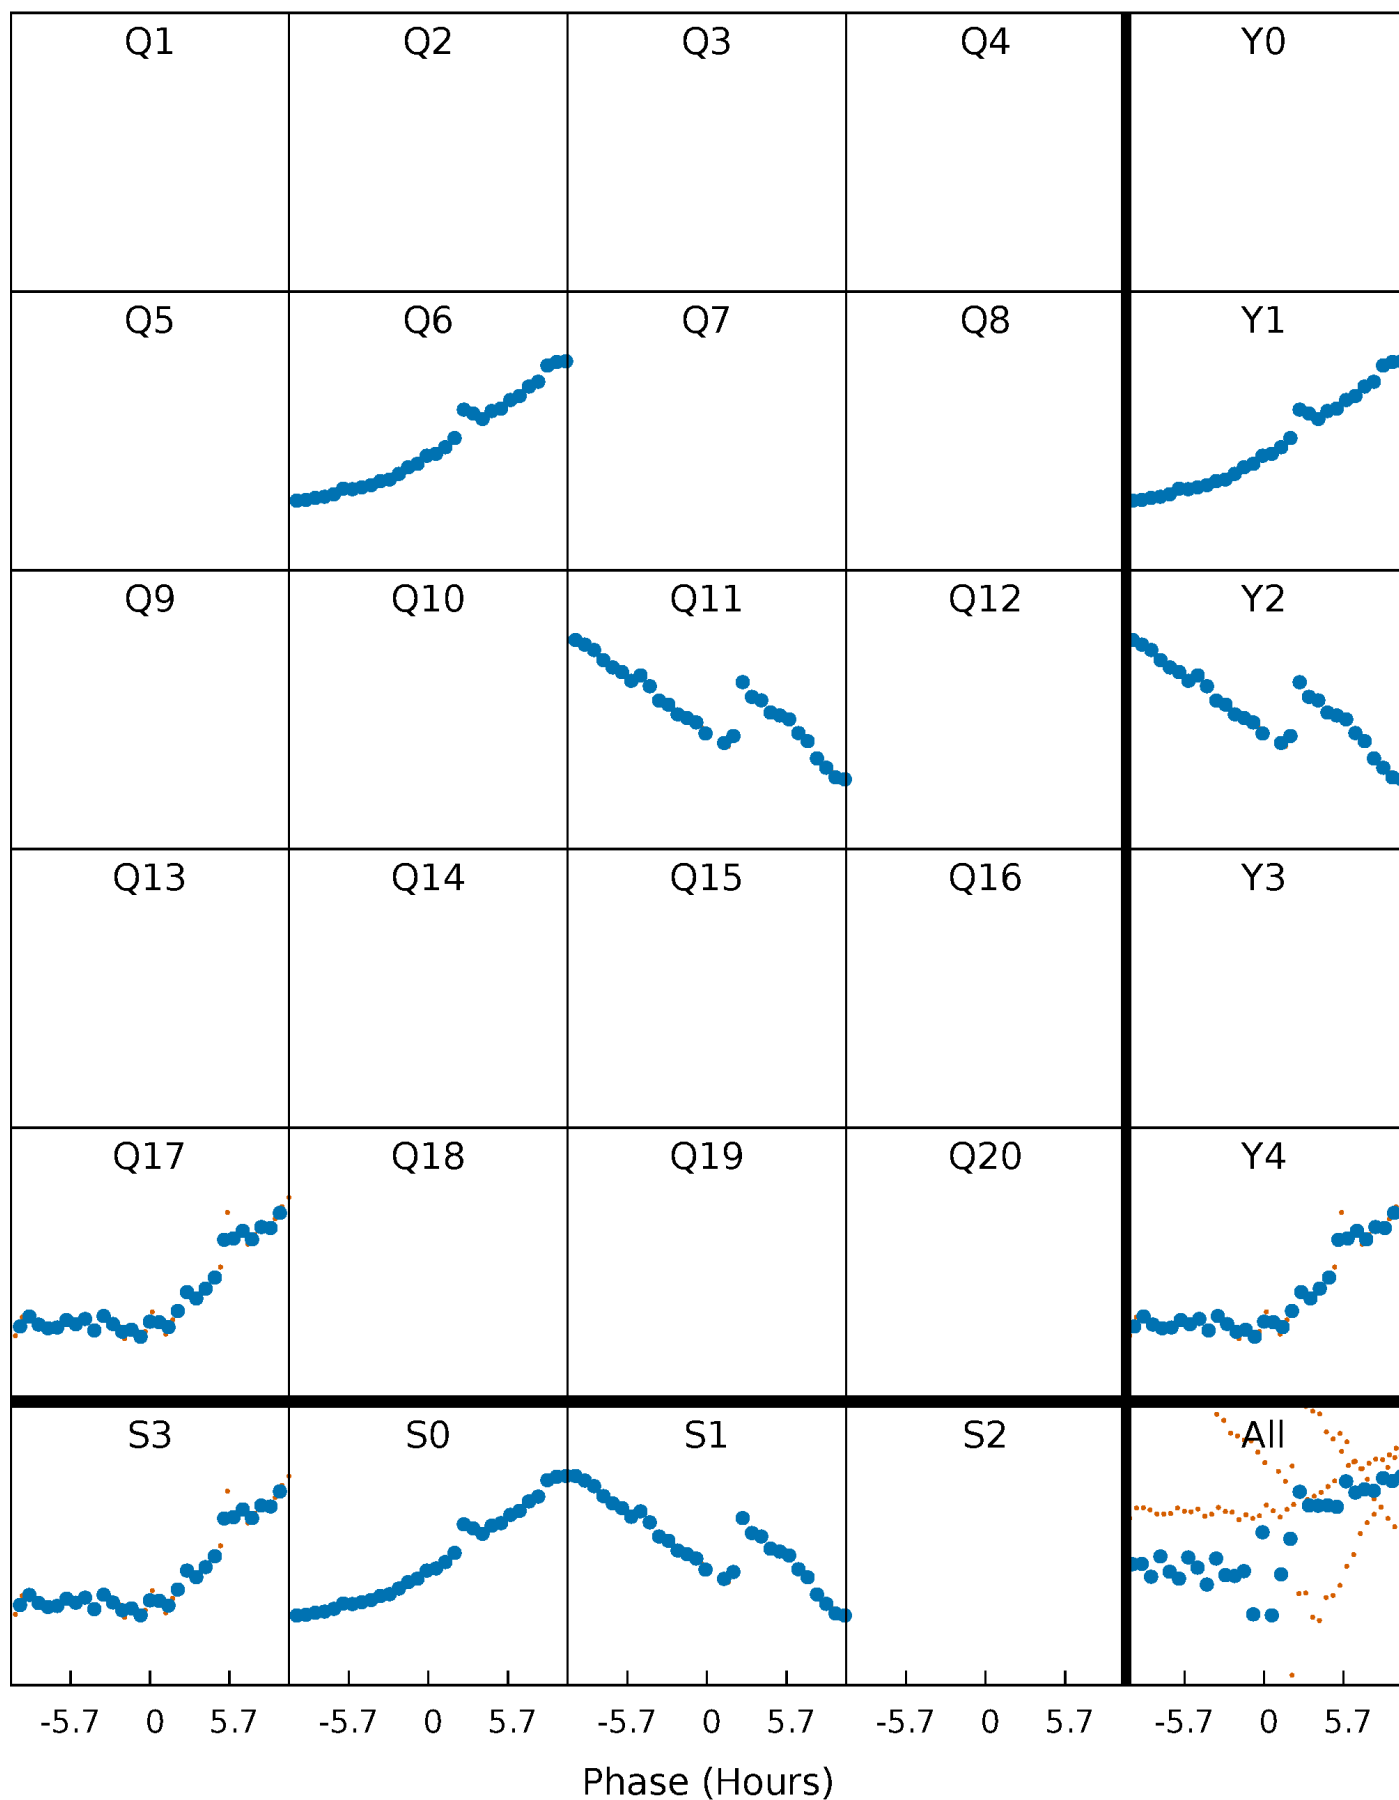 Q1 Q2 Q3 Q4 Y0
Q5 Q6 Q7 Q8 Y1
Q9 Q10 Q11 Q12 Y2
Q13 Q14 Q15 Q16 Y3
Q17 Q18 Q19 Q20 Y4
S3 S0 S1 S2 All
-5.7 0 5.7 -5.7 0 5.7 -5.7 0 5.7 -5.7 0 5.7 -5.7 0 5.7
Phase (Hours)